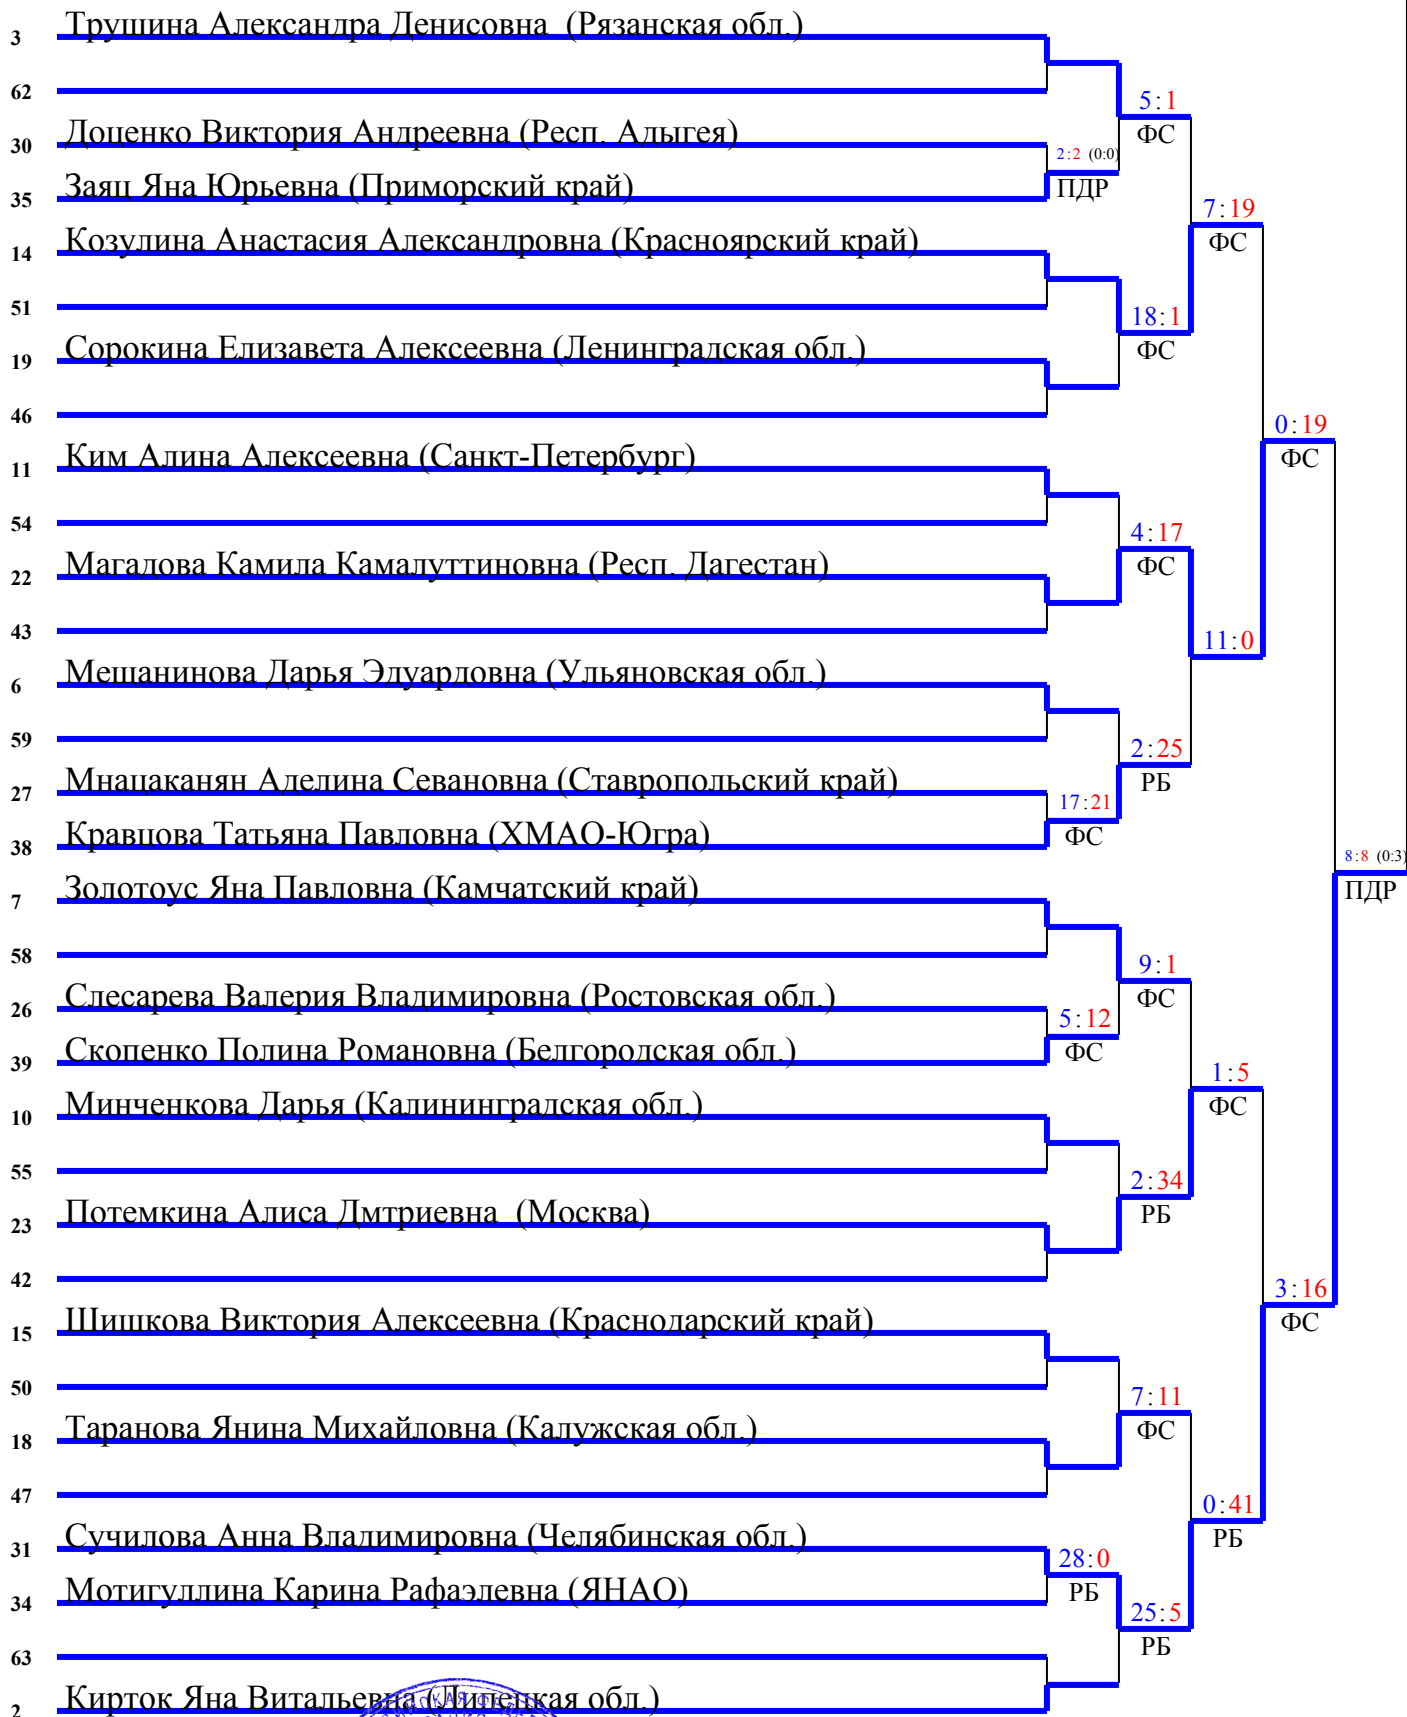 3 Трушина Александра Денисовна (Рязанская обл.)
62
5:1
ФС
30 Доценко Виктория Андреевна (Респ. Адыгея)
2:2 (0:0)
ПДР
35 Заяц Яна Юрьевна (Приморский край)
7:19
ФС
14 Козулина Анастасия Александровна (Красноярский край)
51
18:1
ФС
19 Сорокина Елизавета Алексеевна (Ленинградская обл.)
46
0:19
ФС
11 Ким Алина Алексеевна (Санкт-Петербург)
54
4:17
ФС
22 Магадова Камила Камалуттиновна (Респ. Дагестан)
43
11:0
6 Мещанинова Дарья Эдуардовна (Ульяновская обл.)
59
2:25
РБ
27 Мнацаканян Аделина Севановна (Ставропольский край)
17:21
ФС
38 Кравцова Татьяна Павловна (ХМАО-Югра)
8:8 (0:3)
ПДР
7 Золотоус Яна Павловна (Камчатский край)
58
9:1
ФС
26 Слесарева Валерия Владимировна (Ростовская обл.)
5:12
ФС
39 Скопенко Полина Романовна (Белгородская обл.)
1:5
ФС
10 Минченкова Дарья (Калининградская обл.)
55
2:34
РБ
23 Потемкина Алиса Дмтриевна (Москва)
42
3:16
ФС
15 Шишкова Виктория Алексеевна (Краснодарский край)
50
7:11
ФС
18 Таранова Янина Михайловна (Калужская обл.)
47
0:41
РБ
31 Сучилова Анна Владимировна (Челябинская обл.)
28:0
РБ
34 Мотигуллина Карина Рафаэлевна (ЯНАО)
25:5
РБ
63
2 Кирток Яна Витальевна (Липецкая обл.)